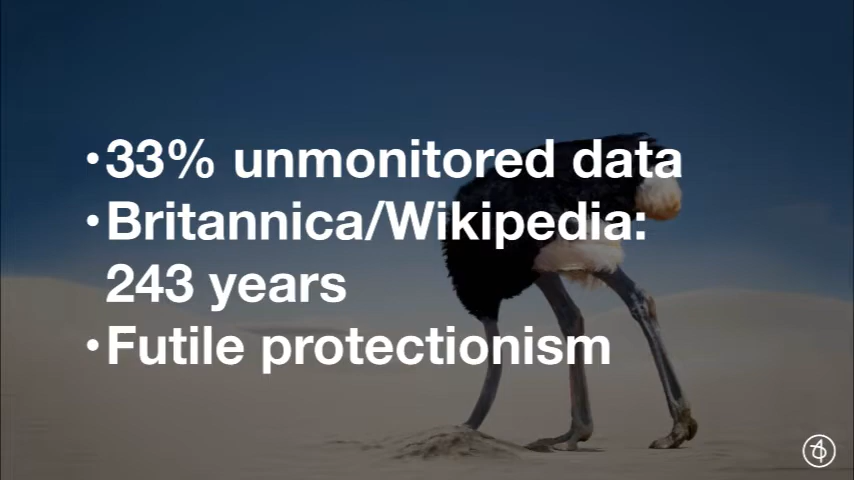 •33% unmonitored data
•Britannica/Wikipedia:
243 years
•Futile protectionism